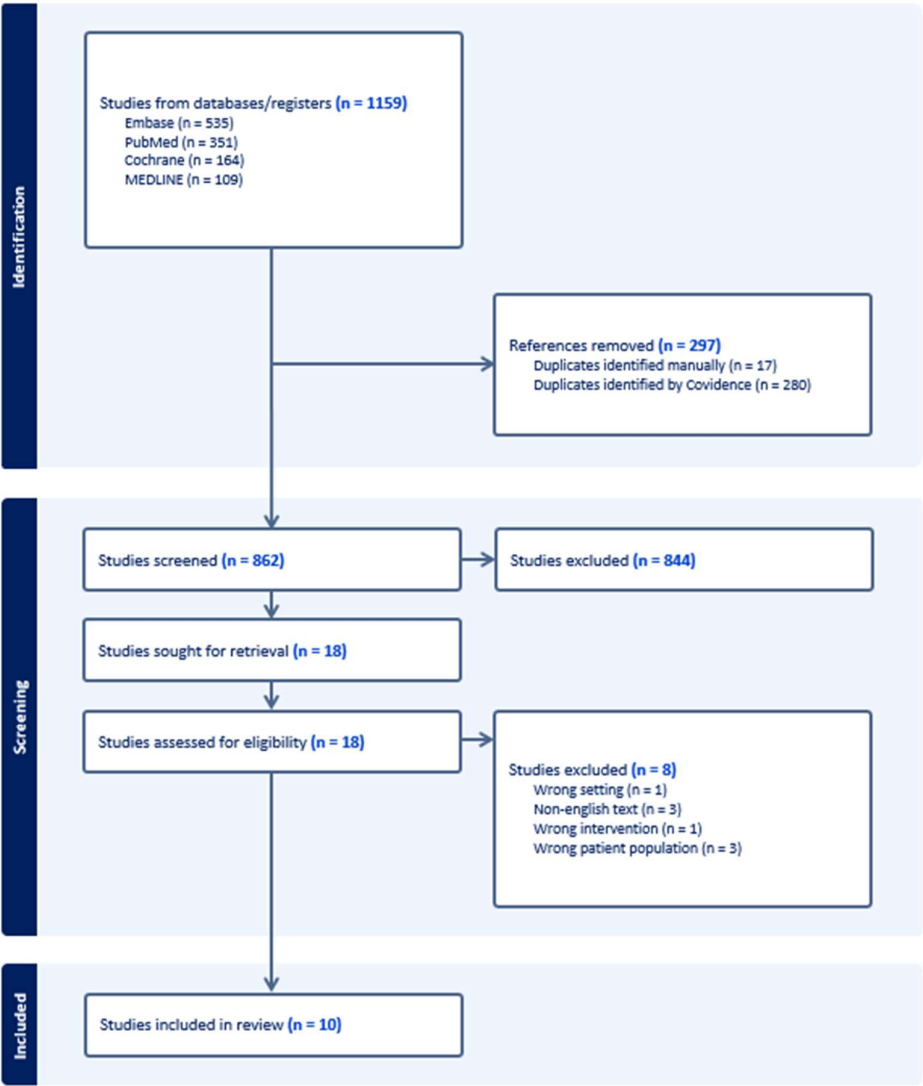 Identification
Studies from databases/registers (n = 1159)
Embase (n = 535)
PubMed (n = 351)
Cochrane (n = 164)
MEDLINE (n = 109)
References removed (n = 297)
Duplicates identified manually (n = 17)
Duplicates identified by Covidence (n = 280)
Screening
Studies screened (n = 862)
Studies excluded (n = 844)
Studies sought for retrieval (n = 18)
Studies assessed for eligibility (n = 18)
Studies excluded (n = 8)
Wrong setting (n = 1)
Non-english text (n = 3)
Wrong intervention (n = 1)
Wrong patient population (n = 3)
Included
Studies included in review (n = 10)